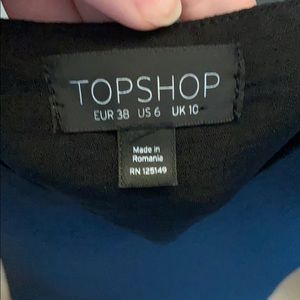 TOPSHOP
EUR 38 US 6 UK 10
Made in
Romania
RN 125149